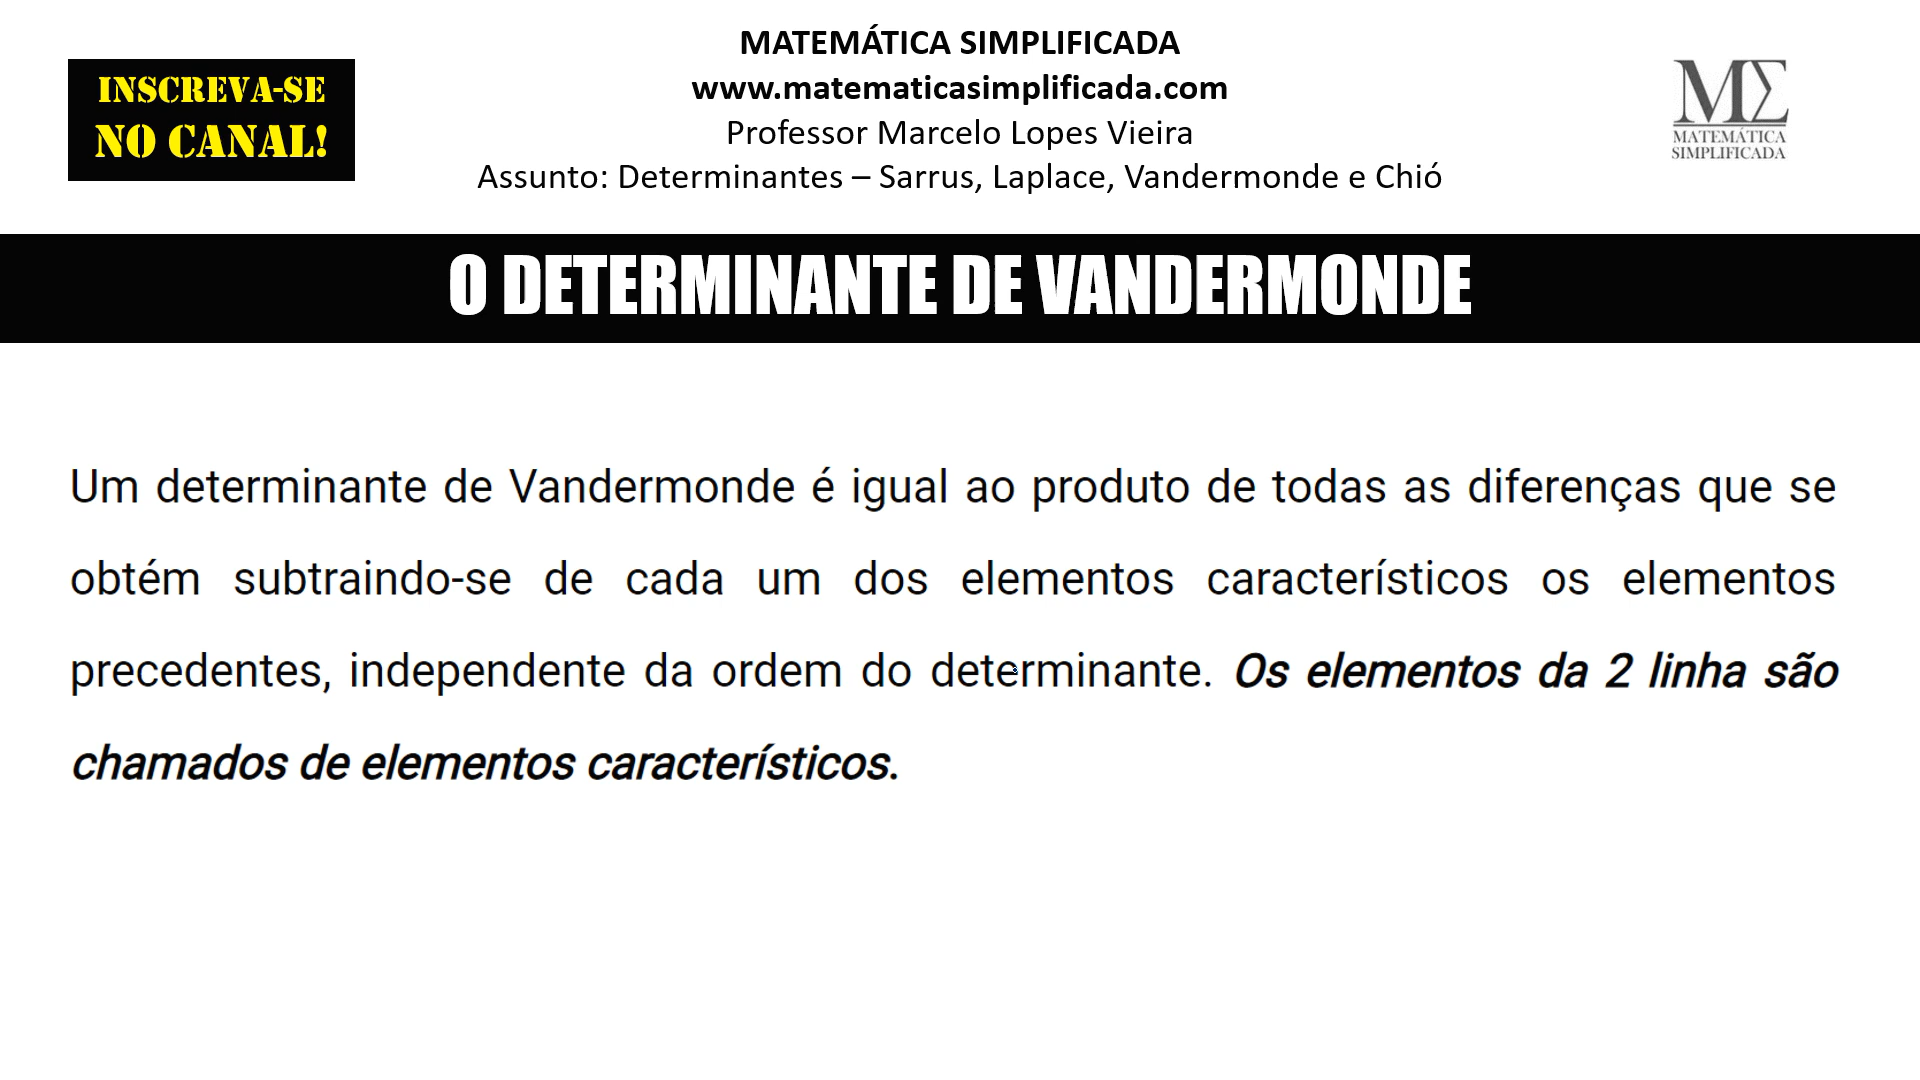 MATEMÁTICA SIMPLIFICADA
www.matematicasimplificada.com
Professor Marcelo Lopes Vieira
Assunto: Determinantes – Sarrus, Laplace, Vandermonde e Chió
INSCREVA-SE
NO CANAL!
MΣ
MATEMÁTICA
SIMPLIFICADA
O DETERMINANTE DE VANDERMONDE
Um determinante de Vandermonde é igual ao produto de todas as diferenças que se
obtém subtraindo-se de cada um dos elementos característicos os elementos
precedentes, independente da ordem do determinante. Os elementos da 2 linha são
chamados de elementos característicos.